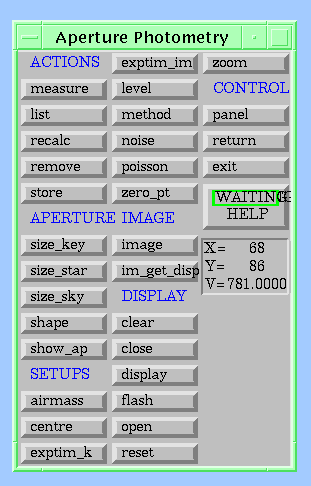 Aperture Photometry
ACTIONS
measure
list
recalc
remove
store
APERTURE
size_key
size_star
size_sky
shape
show_ap
SETUPS
airmass
centre
exptim_k
exptim_im
level
method
noise
poisson
zero_pt
IMAGE
image
im_get_disp
DISPLAY
clear
close
display
flash
open
reset
zoom
CONTROL
panel
return
exit
WAITING
HELP
X= 68
Y= 86
V=781.0000